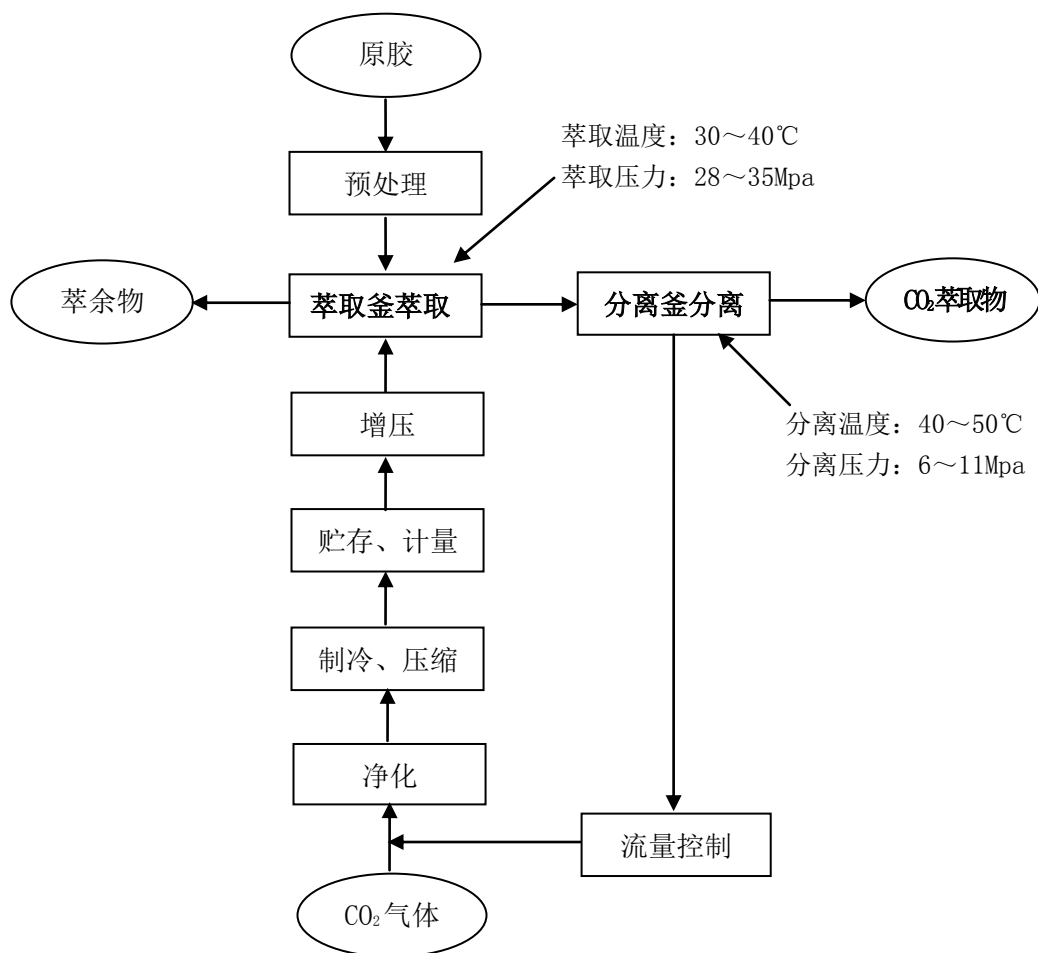 原胶
萃取温度：30～40℃
萃取压力：28～35Mpa
预处理
萃余物
萃取釜萃取
分离釜分离
CO₂萃取物
增压
分离温度：40～50℃
分离压力：6～11Mpa
贮存、计量
制冷、压缩
净化
流量控制
CO₂气体